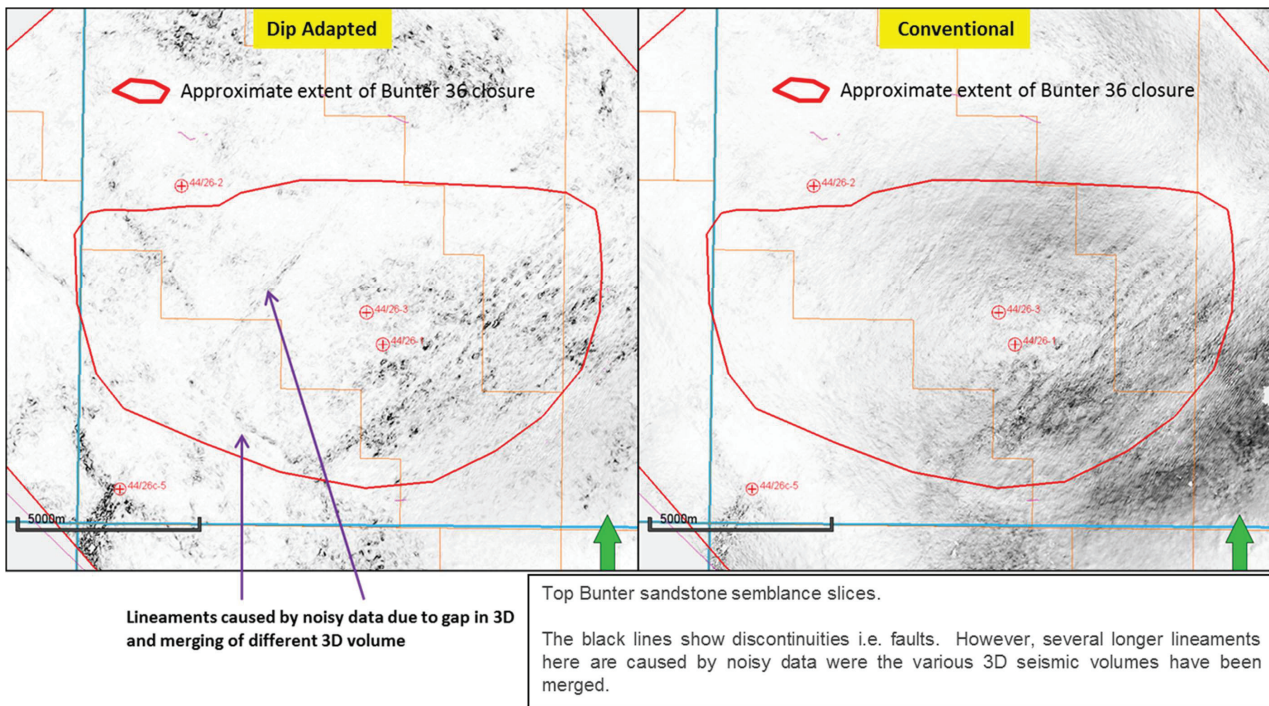 Dip Adapted
Approximate extent of Bunter 36 closure
44/26-2
44/26-3
44/26-1
44/26c-5
5000m
Conventional
Approximate extent of Bunter 36 closure
44/26-2
44/26-3
44/26-1
44/26c-5
5000m
Lineaments caused by noisy data due to gap in 3D
and merging of different 3D volume
Top Bunter sandstone semblance slices.
The black lines show discontinuities i.e. faults. However, several longer lineaments
here are caused by noisy data were the various 3D seismic volumes have been
merged.